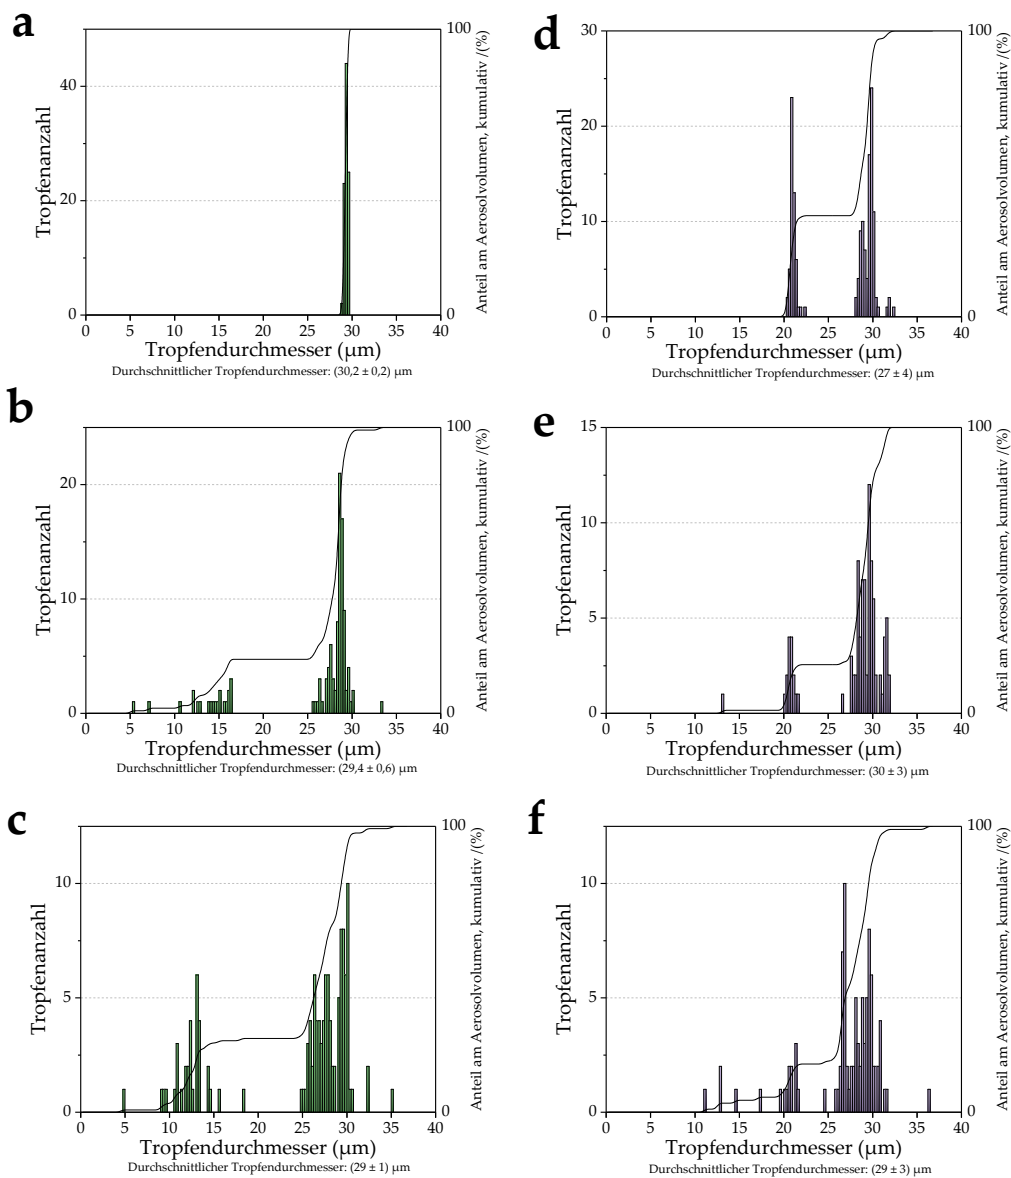 a
Tropfenanzahl
40
20
0
100
0
Anteil am Aerosolvolumen, kumulativ /(%)
0 5 10 15 20 25 30 35 40
Tropfendurchmesser (µm)
Durchschnittlicher Tropfendurchmesser: (30,2 ± 0,2) µm
b
Tropfenanzahl
20
10
0
100
0
Anteil am Aerosolvolumen, kumulativ /(%)
0 5 10 15 20 25 30 35 40
Tropfendurchmesser (µm)
Durchschnittlicher Tropfendurchmesser: (29,4 ± 0,6) µm
c
Tropfenanzahl
10
5
0
100
0
Anteil am Aerosolvolumen, kumulativ /(%)
0 5 10 15 20 25 30 35 40
Tropfendurchmesser (µm)
Durchschnittlicher Tropfendurchmesser: (29 ± 1) µm
d
Tropfenanzahl
30
20
10
0
100
0
Anteil am Aerosolvolumen, kumulativ /(%)
0 5 10 15 20 25 30 35 40
Tropfendurchmesser (µm)
Durchschnittlicher Tropfendurchmesser: (27 ± 4) µm
e
Tropfenanzahl
15
10
5
0
100
0
Anteil am Aerosolvolumen, kumulativ /(%)
0 5 10 15 20 25 30 35 40
Tropfendurchmesser (µm)
Durchschnittlicher Tropfendurchmesser: (30 ± 3) µm
f
Tropfenanzahl
10
5
0
100
0
Anteil am Aerosolvolumen, kumulativ /(%)
0 5 10 15 20 25 30 35 40
Tropfendurchmesser (µm)
Durchschnittlicher Tropfendurchmesser: (29 ± 3) µm